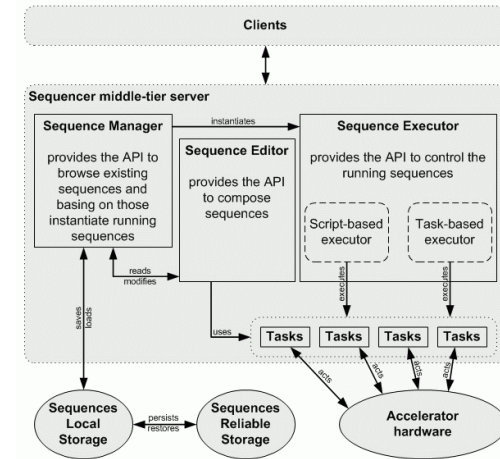 Clients
Sequencer middle-tier server
Sequence Manager
provides the API to
browse existing
sequences and
basing on those
instantiate running
sequences
instantiates
Sequence Editor
provides the API
to compose
sequences
Sequence Executor
provides the API to control the
running sequences
Script-based
executor
Task-based
executor
reads
modifies
executes
executes
saves
loads
uses
Tasks
Tasks
Tasks
Tasks
acts
acts
acts
acts
Sequences
Local
Storage
persists
restores
Sequences
Reliable
Storage
Accelerator
hardware